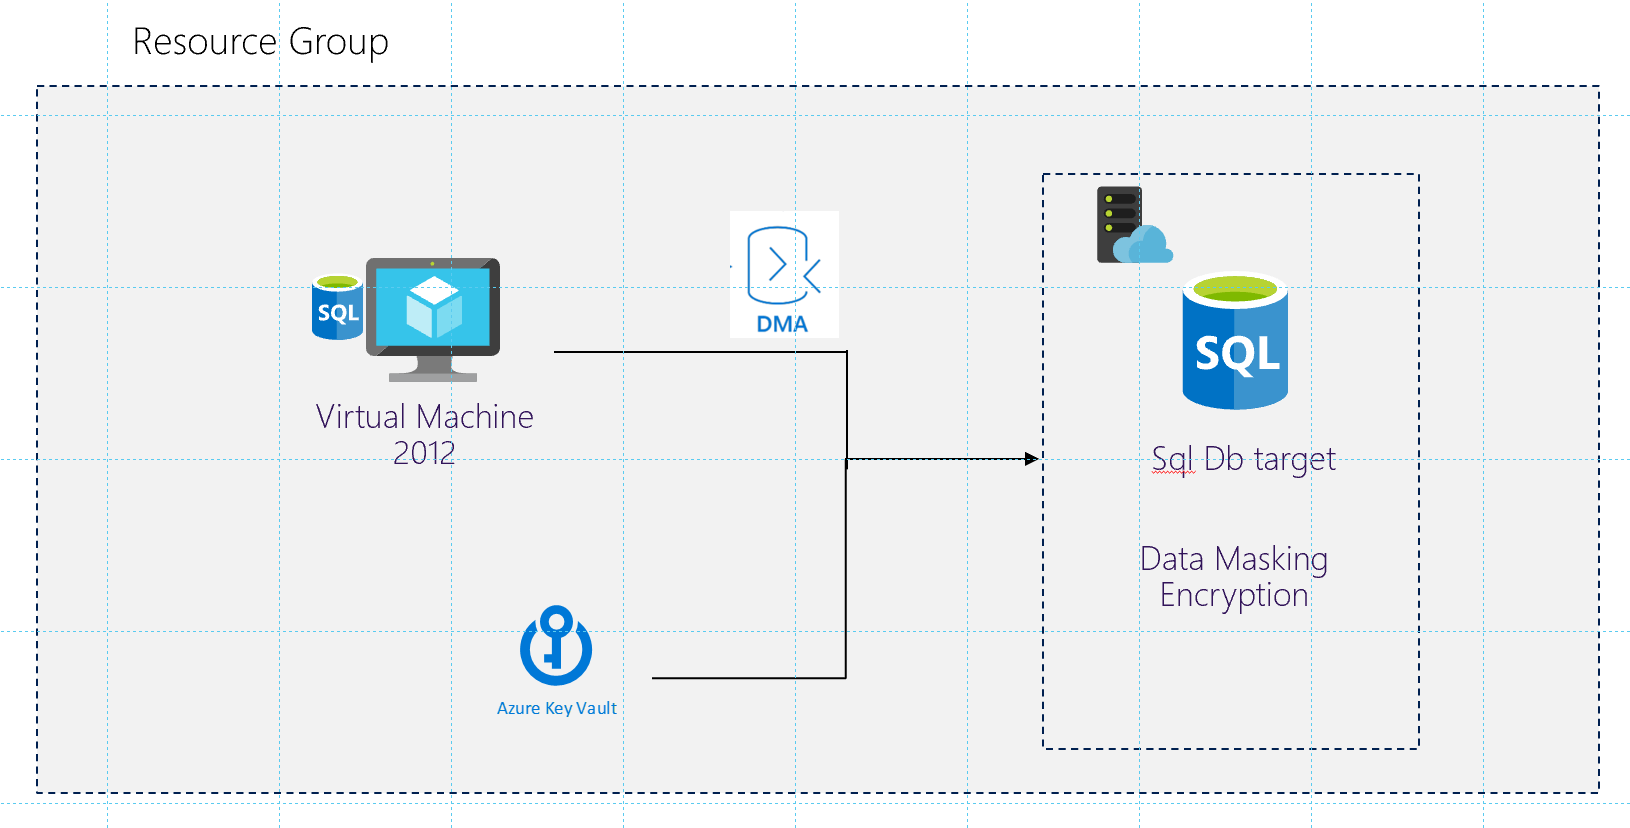 Resource Group
SQL
DMA
Virtual Machine
2012
SQL
Sql Db target
Data Masking
Encryption
Azure Key Vault